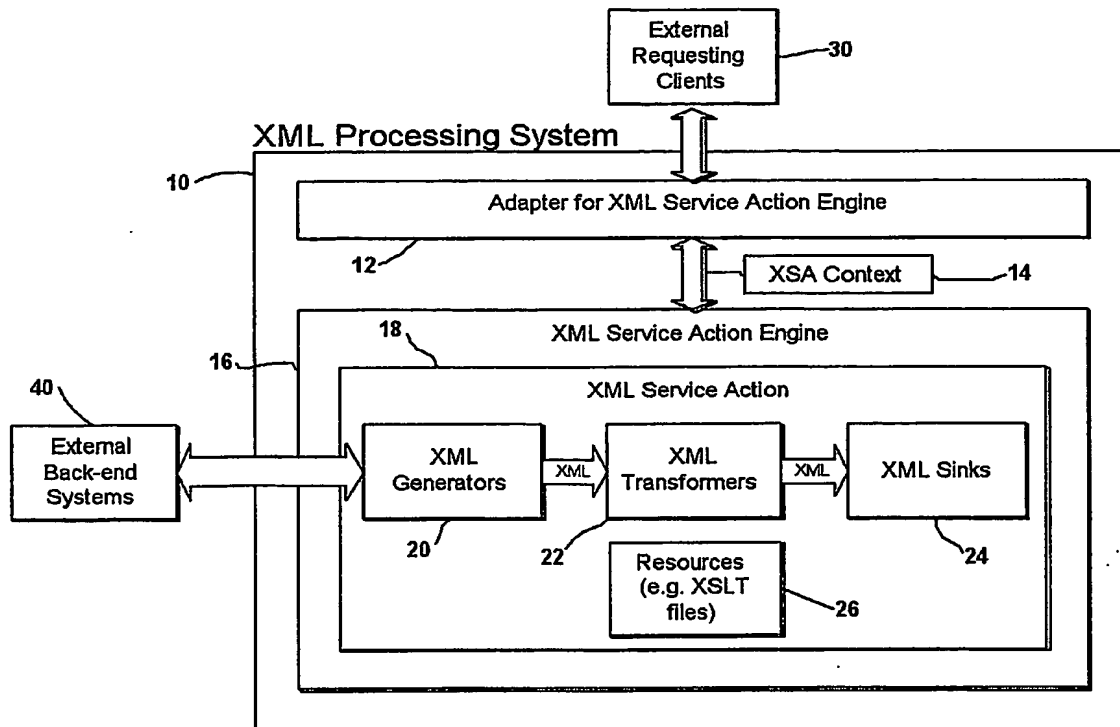 External
Requesting
Clients
30
XML Processing System
10
Adapter for XML Service Action Engine
12
XSA Context
14
XML Service Action Engine
16
18
XML Service Action
40
External
Back-end
Systems
XML
Generators
XML
XML
Transformers
XML
XML Sinks
20
22
24
Resources
(e.g. XSLT
files)
26